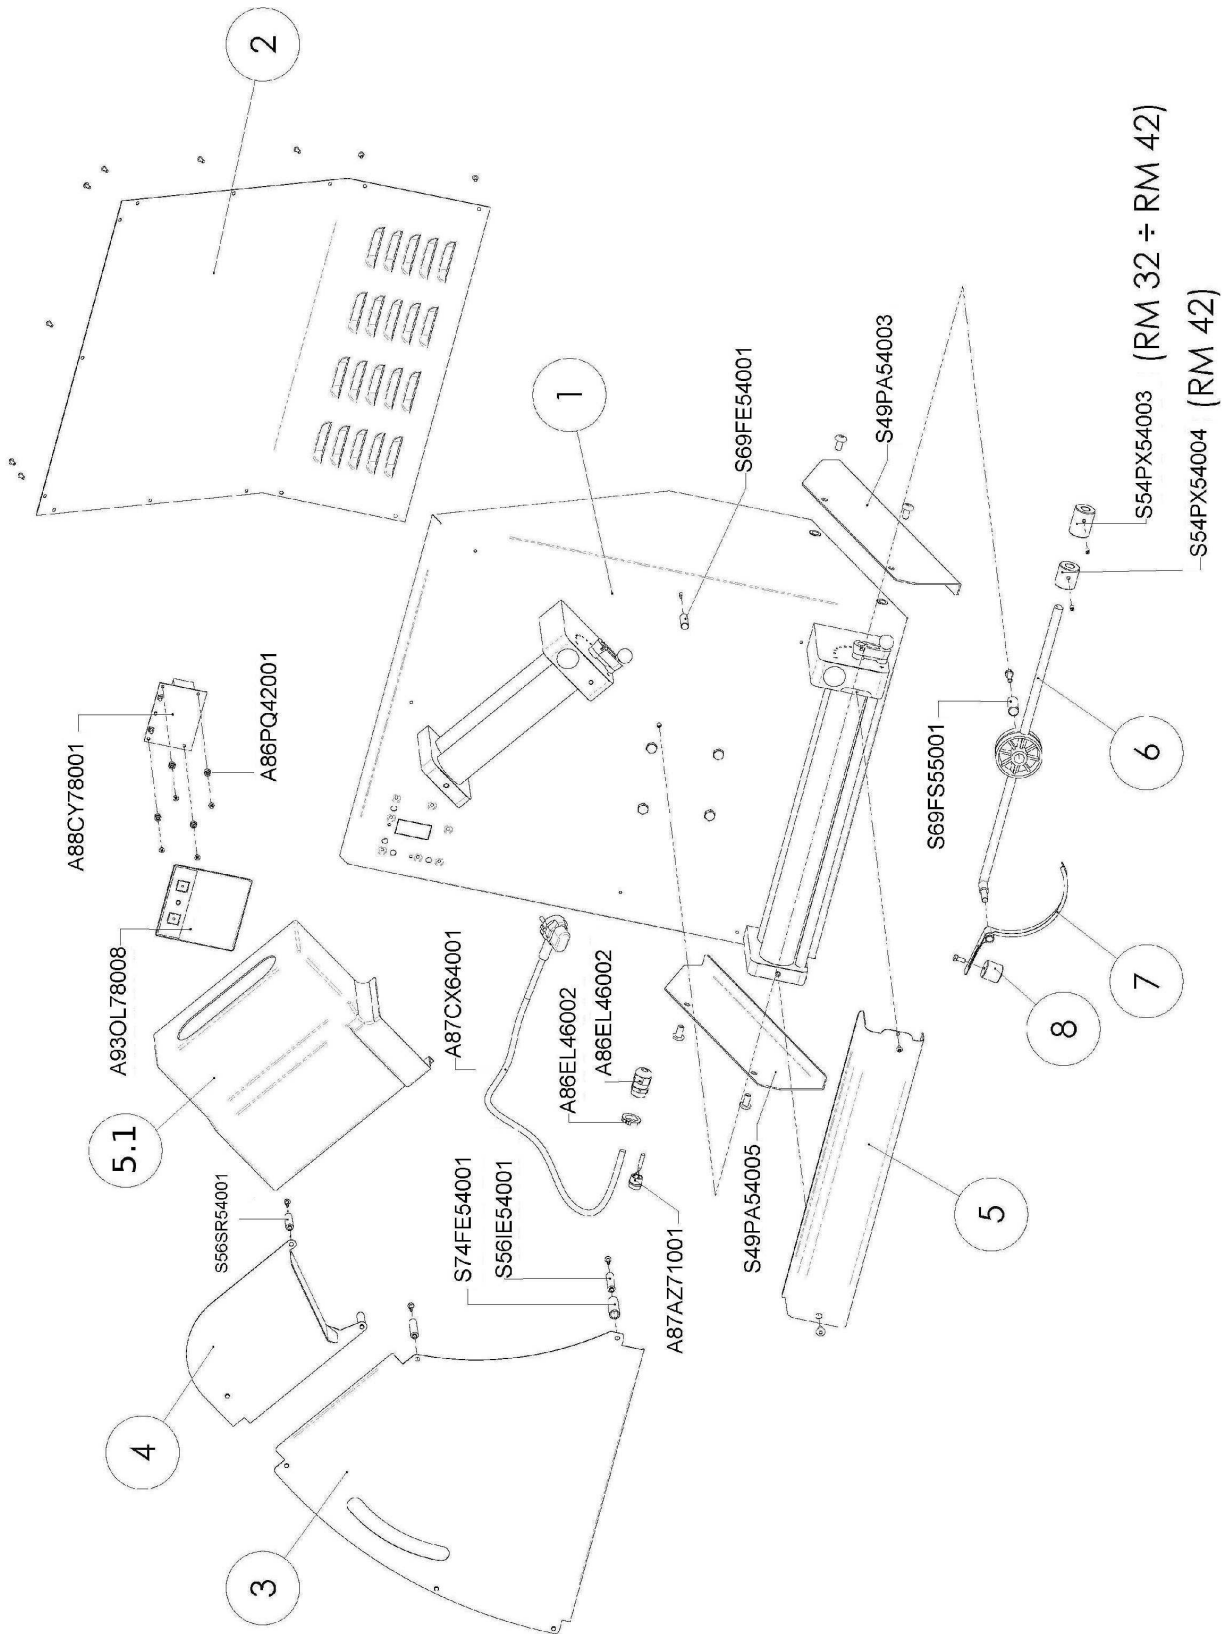 A88CY78001
A93OL78008
5.1
4
S56SR54001
3
A86PQ42001
2
S74FE54001
A87CX64001
S56IE54001
A86EL46002
1
A86EL46002
A87AZ71001
S49PA54005
S69FE54001
S49PA54003
S69FS55001
5
8
7
6
S54PX54003 (RM 32 ÷ RM 42)
S54PX54004 (RM 42)